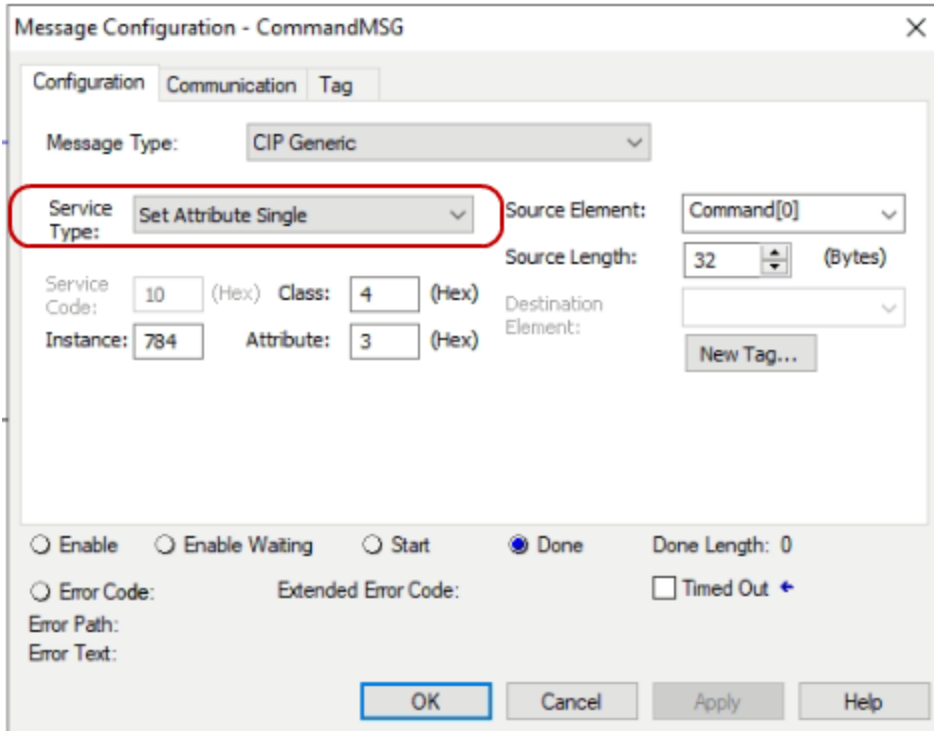 Message Configuration - CommandMSG
Configuration Communication Tag
Message Type: CIP Generic
Service Type: Set Attribute Single
Source Element: Command[0]
Source Length: 32 (Bytes)
Service Code: 10 (Hex) Class: 4 (Hex)
Destination Element:
Instance: 784 Attribute: 3 (Hex)
New Tag...
Enable Enable Waiting Start Done Done Length: 0
Error Code: Extended Error Code: Timed Out
Error Path:
Error Text:
OK Cancel Apply Help